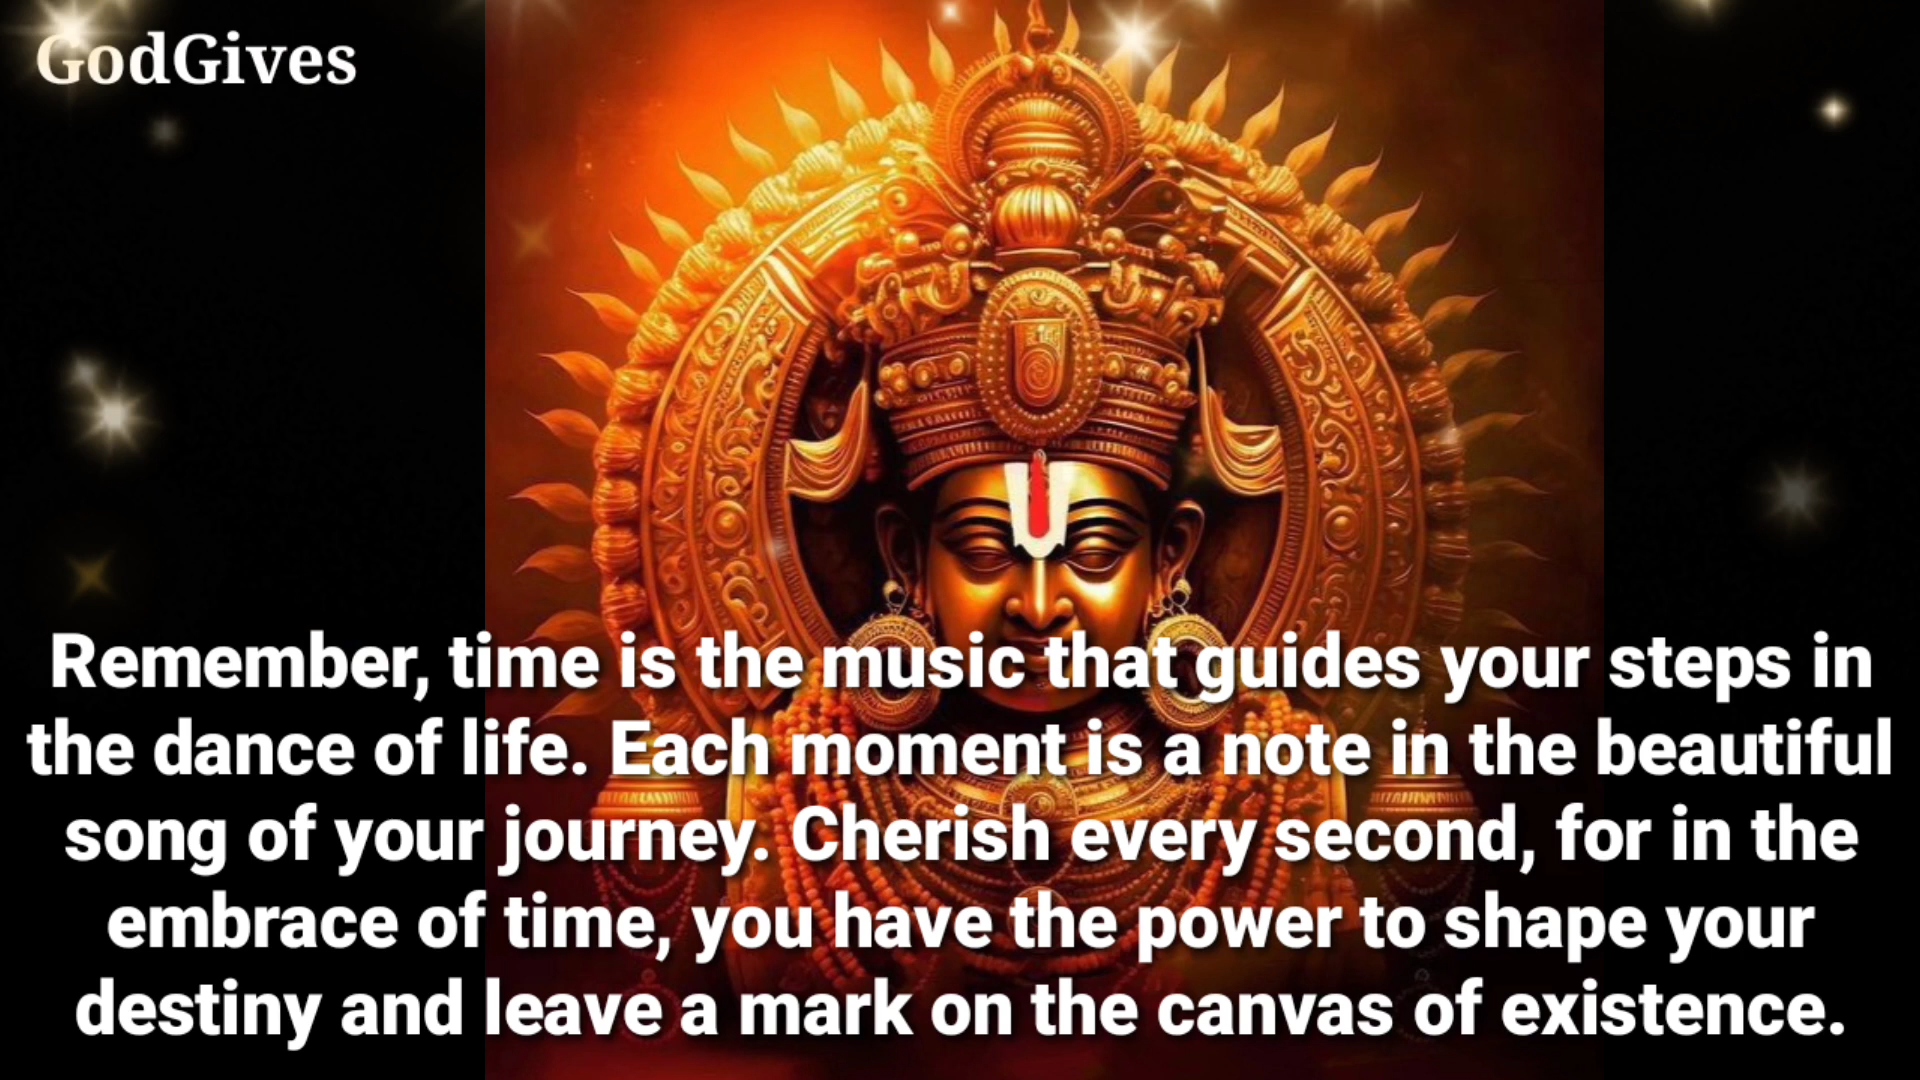 GodGives
Remember, time is the music that guides your steps in
the dance of life. Each moment is a note in the beautiful
song of your journey. Cherish every second, for in the
embrace of time, you have the power to shape your
destiny and leave a mark on the canvas of existence.